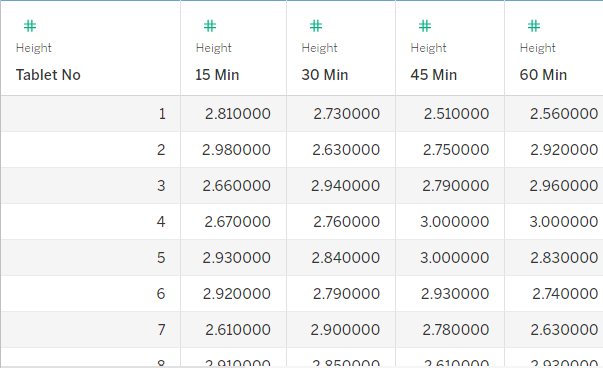 # # # # #
Height Height Height Height Height
Tablet No 15 Min 30 Min 45 Min 60 Min
1 2.810000 2.730000 2.510000 2.560000
2 2.980000 2.630000 2.750000 2.920000
3 2.660000 2.940000 2.790000 2.960000
4 2.670000 2.760000 3.000000 3.000000
5 2.930000 2.840000 3.000000 2.830000
6 2.920000 2.790000 2.930000 2.740000
7 2.610000 2.900000 2.780000 2.630000
8 2.910000 2.850000 2.610000 2.920000